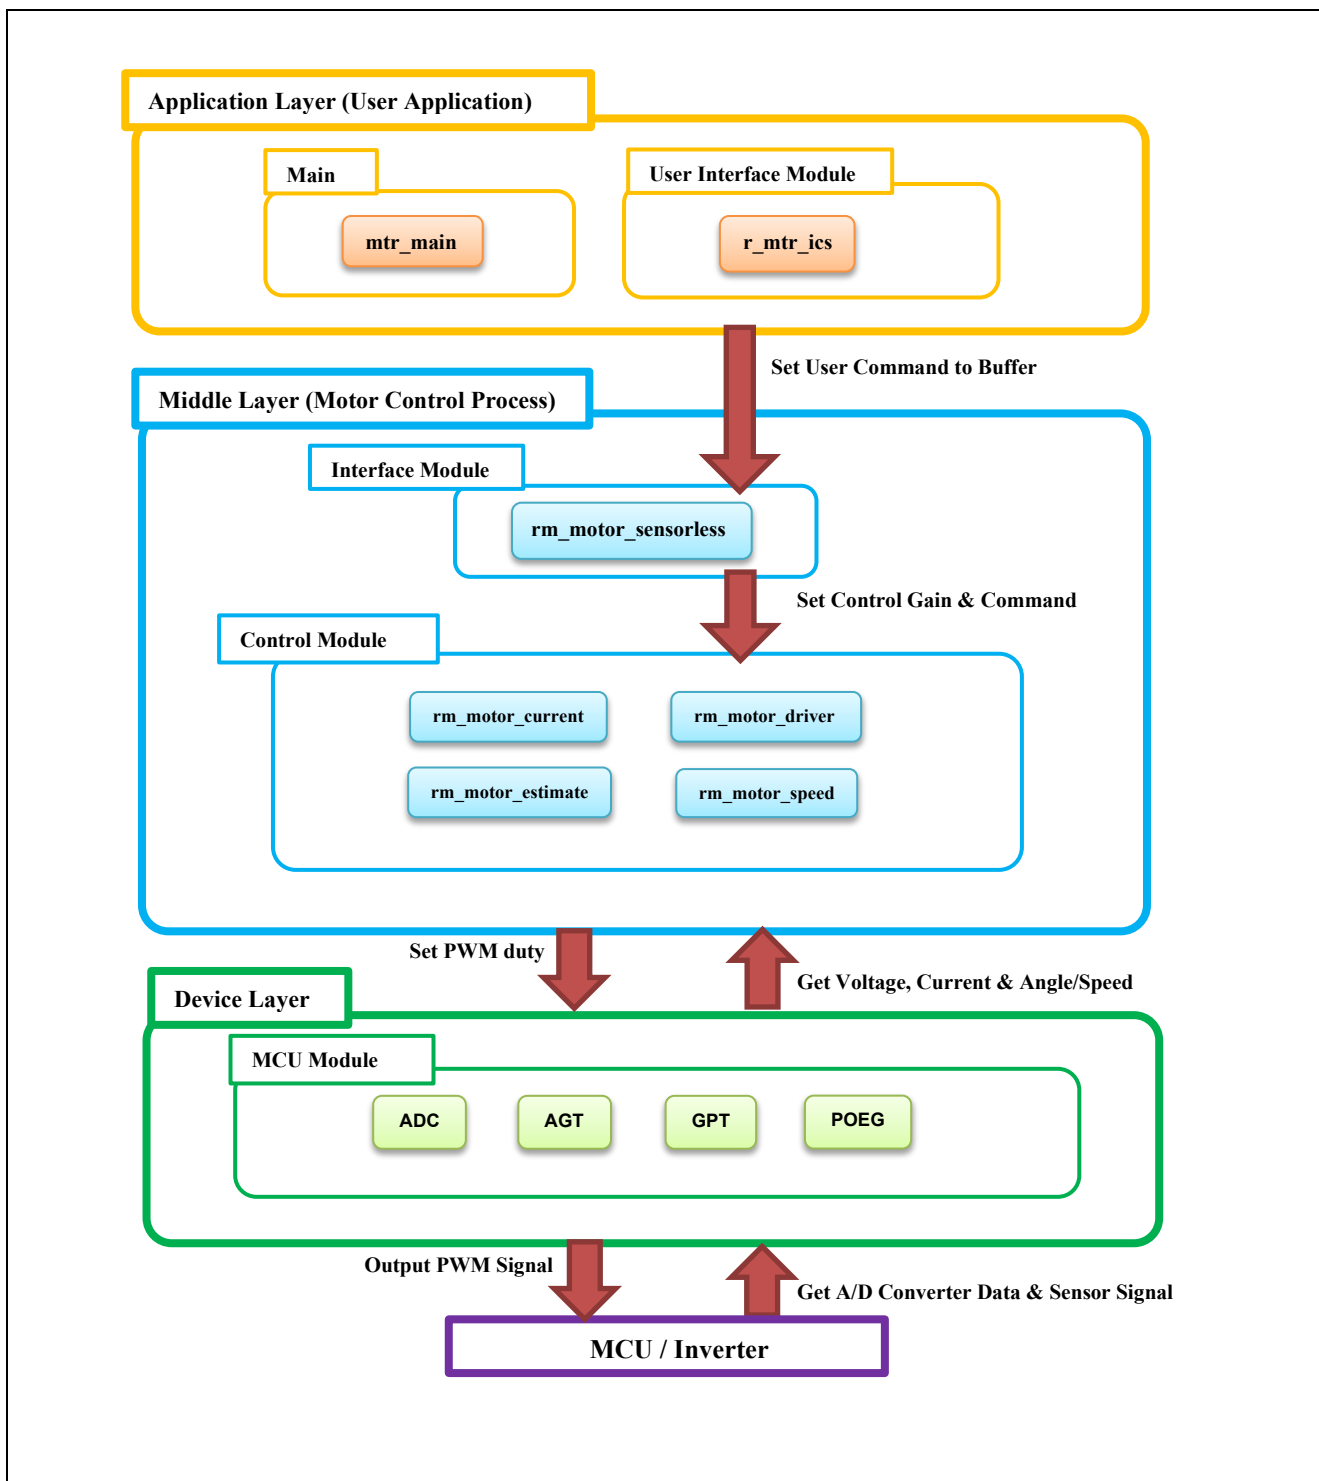 Application Layer (User Application)
Main
User Interface Module
mtr_main
r_mtr_ics
Set User Command to Buffer
Middle Layer (Motor Control Process)
Interface Module
rm_motor_sensorless
Set Control Gain & Command
Control Module
rm_motor_current
rm_motor_driver
rm_motor_estimate
rm_motor_speed
Set PWM duty
Get Voltage, Current & Angle/Speed
Device Layer
MCU Module
ADC
AGT
GPT
POEG
Output PWM Signal
Get A/D Converter Data & Sensor Signal
MCU / Inverter